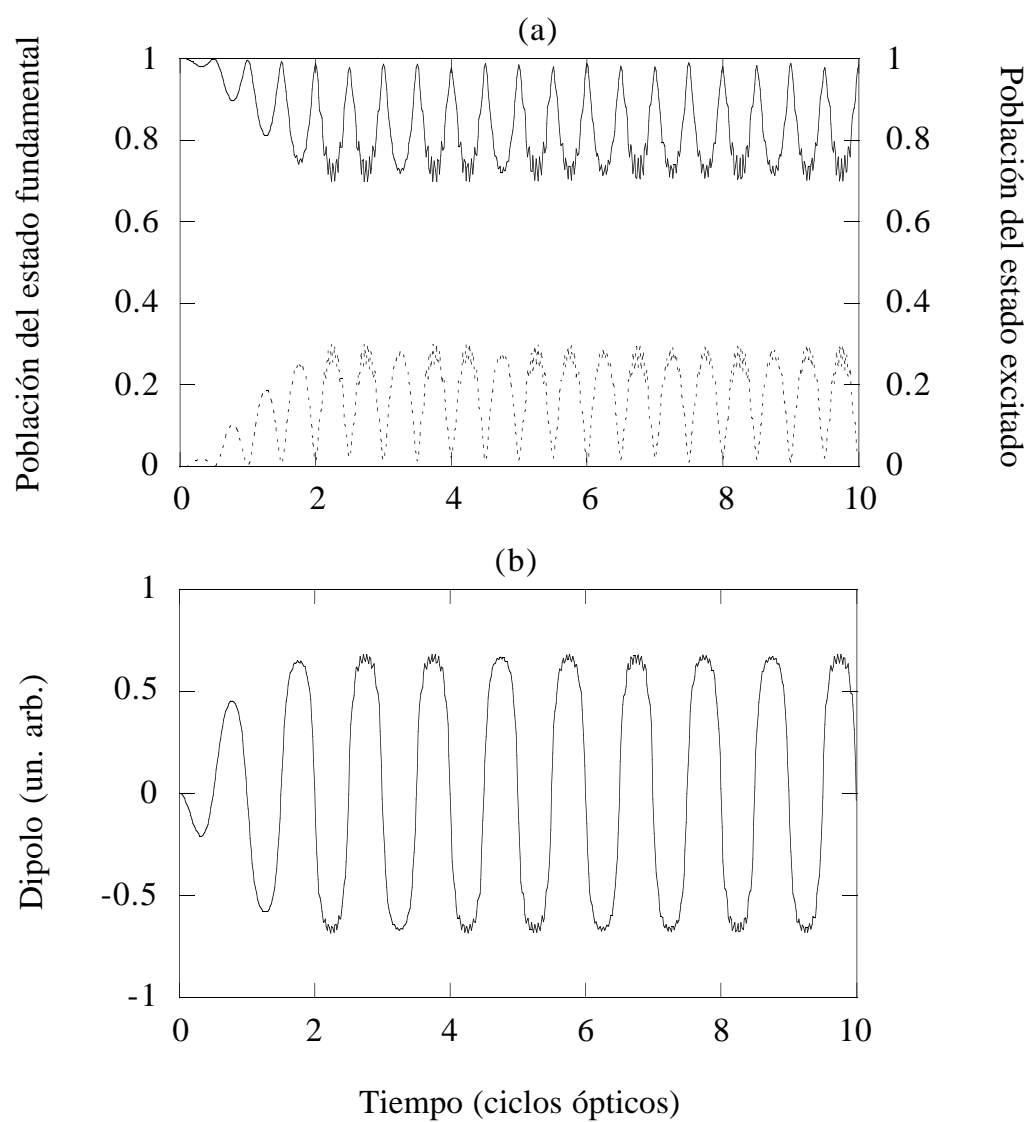 (a)
Población del estado fundamental
1
0.8
0.6
0.4
0.2
0
1
0.8
0.6
0.4
0.2
0
Población del estado excitado
0 2 4 6 8 10
(b)
Dipolo (un. arb.)
1
0.5
0
-0.5
-1
0 2 4 6 8 10
Tiempo (ciclos ópticos)